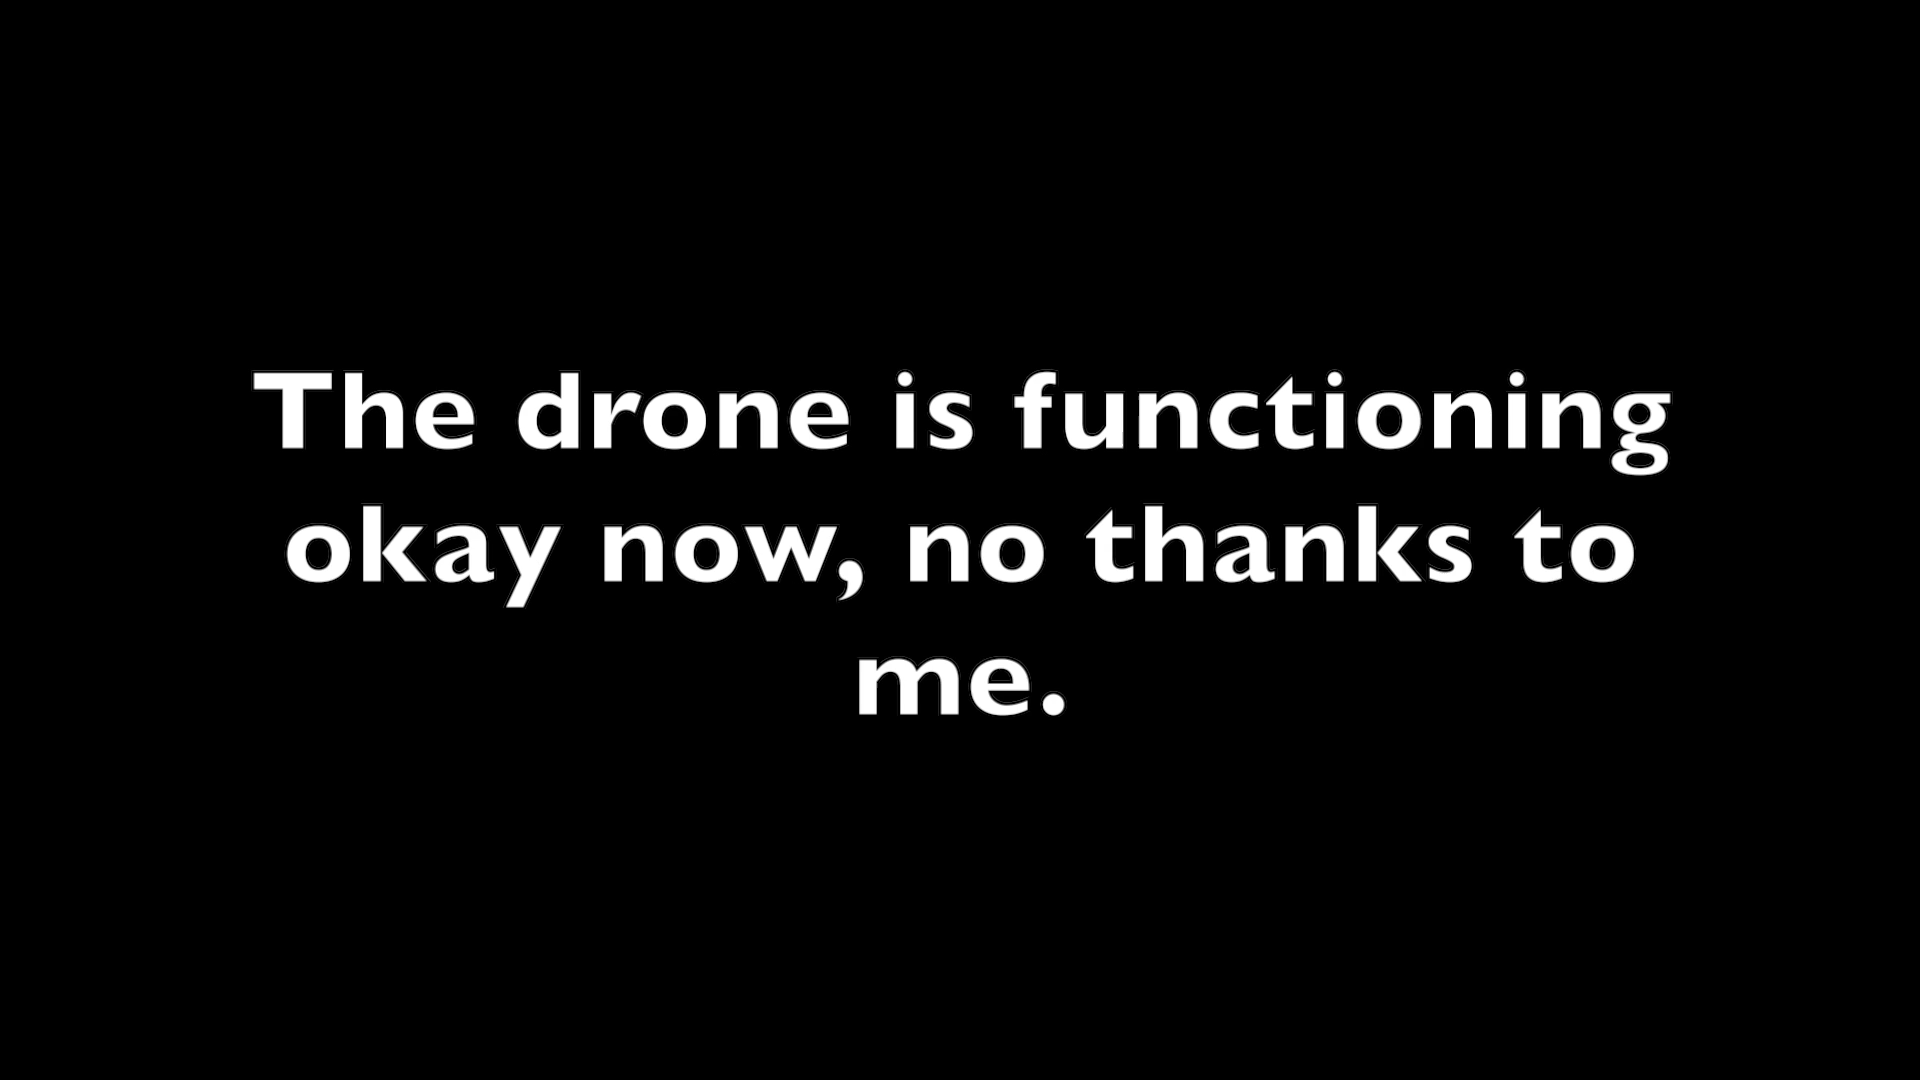 The drone is functioning
okay now, no thanks to
me.